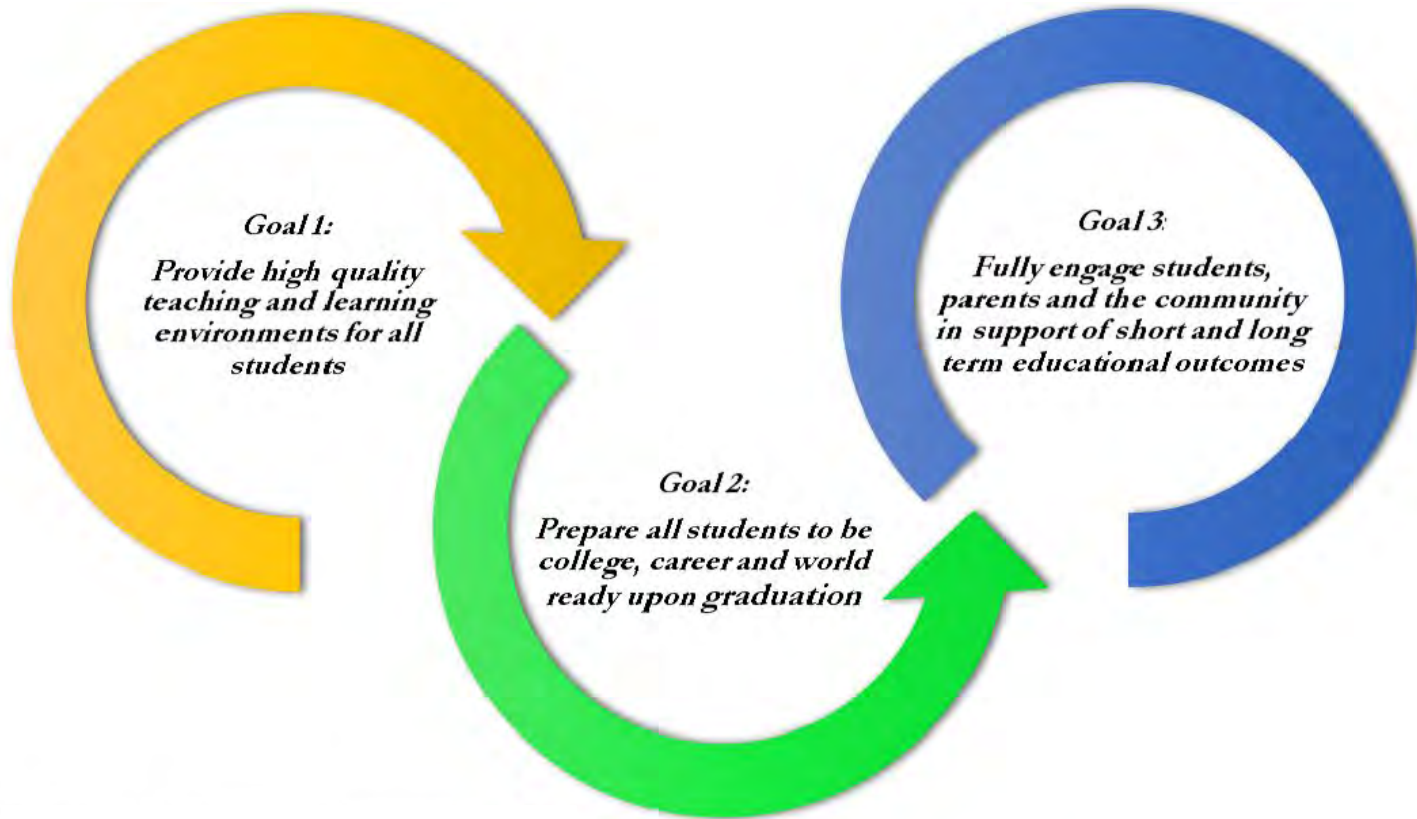 Goal 1:
Provide high quality
teaching and learning
environments for all
students
Goal 2:
Prepare all students to be
college, career and world
ready upon graduation
Goal 3:
Fully engage students,
parents and the community
in support of short and long
term educational outcomes